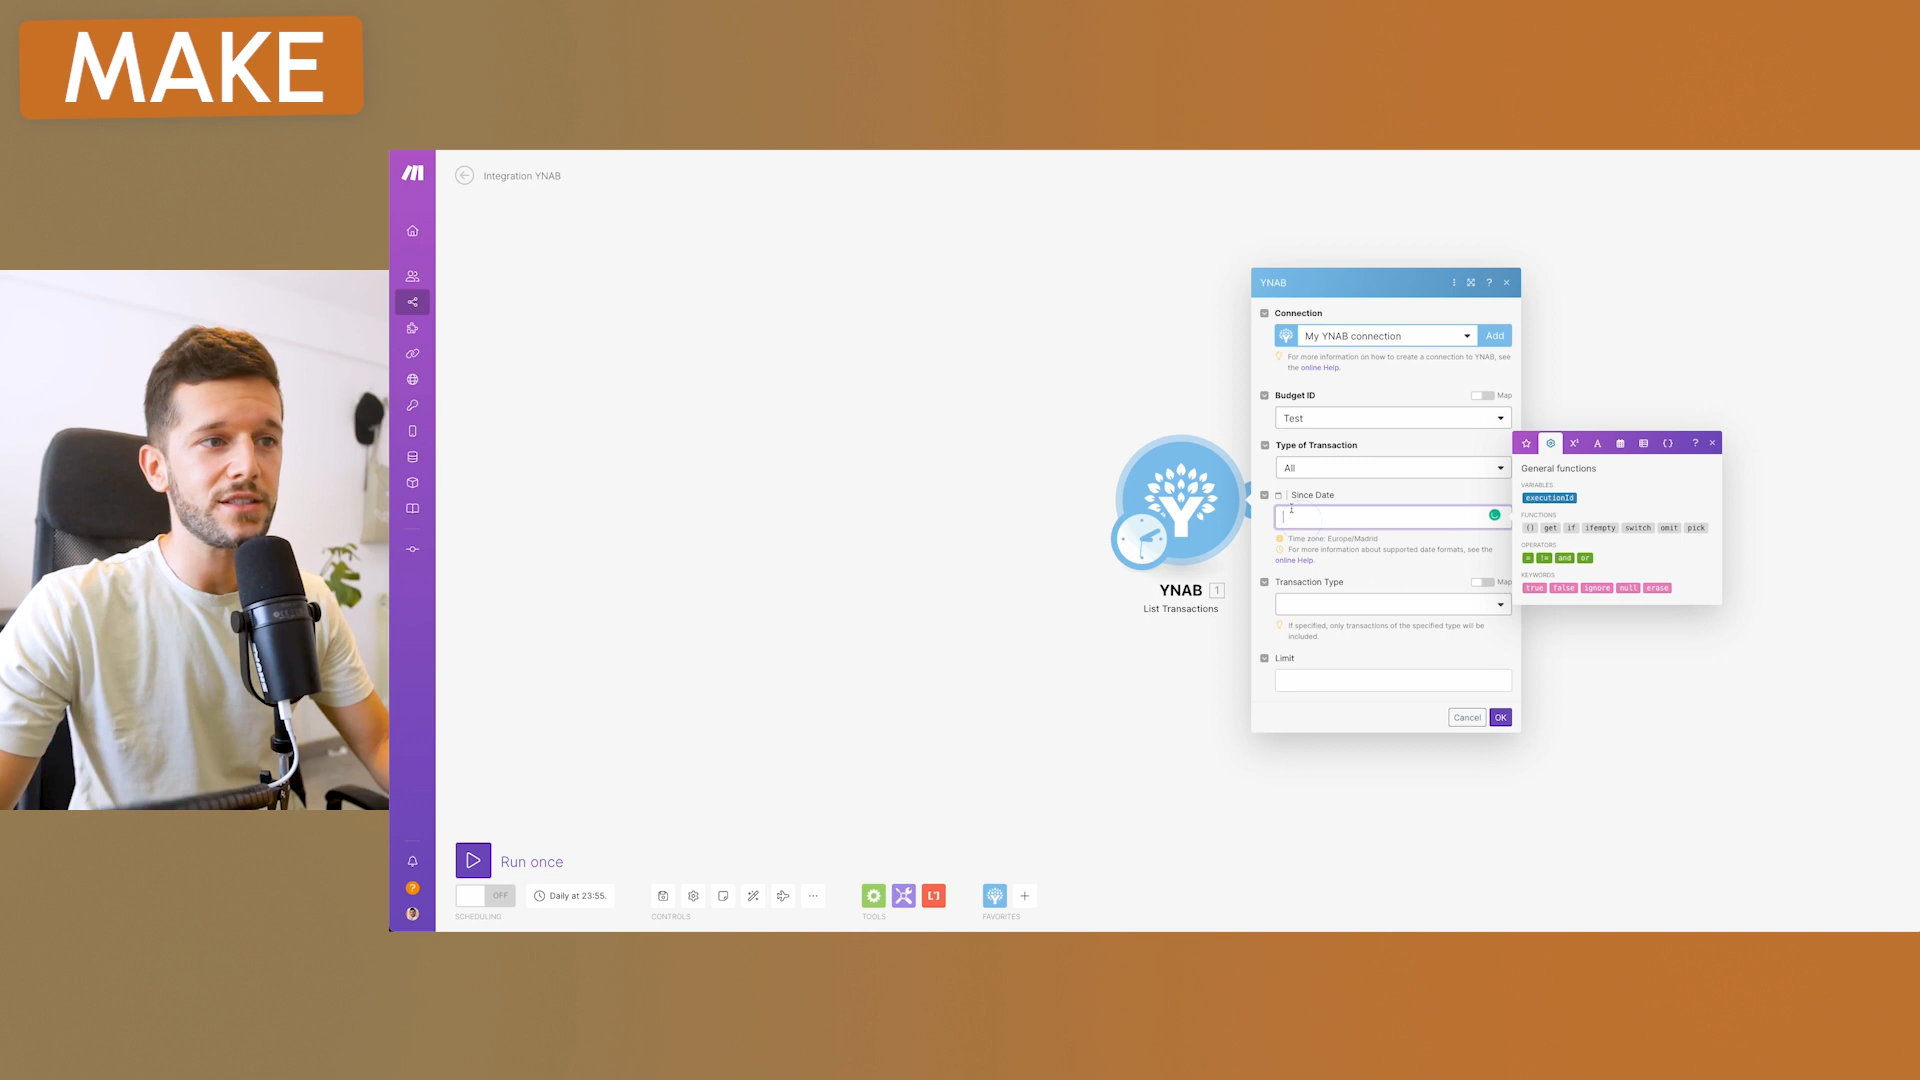 MAKE
Integration YNAB
YNAB
Connection
My YNAB connection
Add
For more information on how to create a connection to YNAB, see
the online Help.
Budget ID
Map
Test
Type of Transaction
All
Since Date
Time zone: Europe/Madrid
For more information about supported date formats, see the
online Help.
Transaction Type
Map
If specified, only transactions of the specified type will be
included.
Limit
Cancel
OK
X¹
A
General functions
VARIABLES
executionId
FUNCTIONS
() get if ifempty switch omit pick
OPERATORS
= != and or
KEYWORDS
true false ignore null erase
YNAB 1
List Transactions
Run once
OFF
Daily at 23:55.
SCHEDULING
CONTROLS
TOOLS
FAVORITES